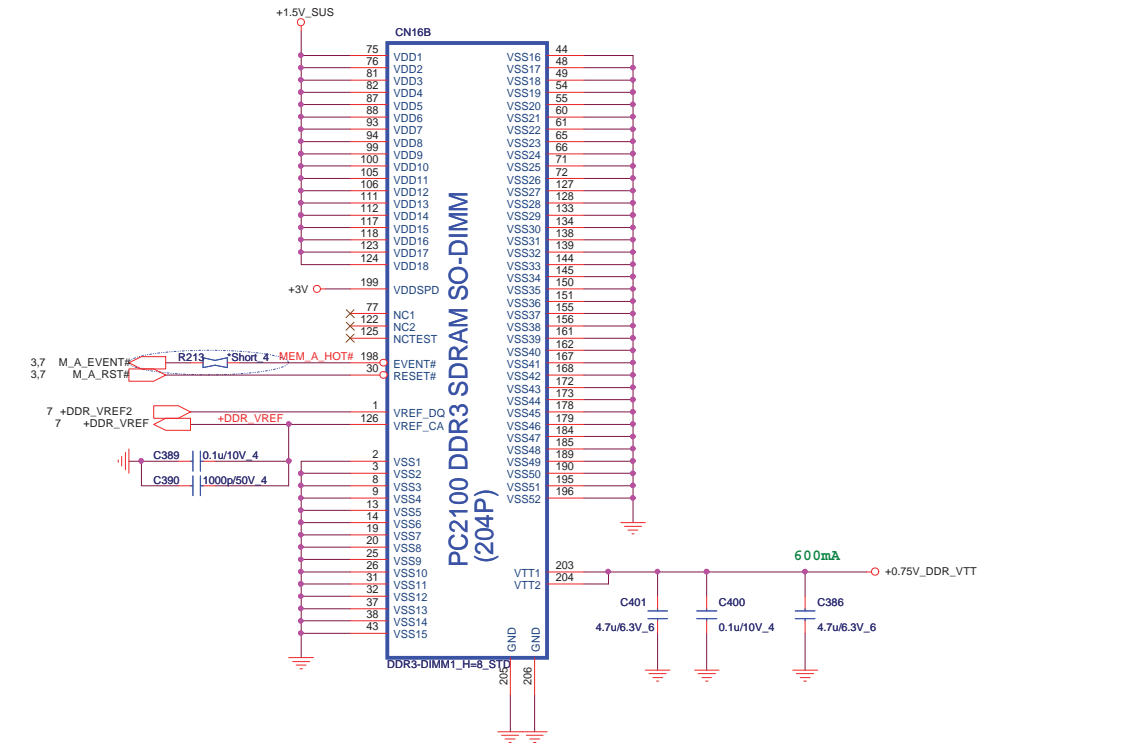 +1.5V_SUS
CN16B
75 VDD1 VSS16 44
76 VDD2 VSS17 48
81 VDD3 VSS18 49
82 VDD4 VSS19 54
87 VDD5 VSS20 55
88 VDD6 VSS21 60
93 VDD7 VSS22 61
94 VDD8 VSS23 65
99 VDD9 VSS24 66
100 VDD10 VSS25 71
105 VDD11 VSS26 72
106 VDD12 VSS27 127
111 VDD13 VSS28 128
112 VDD14 VSS29 133
117 VDD15 VSS30 134
118 VDD16 VSS31 138
123 VDD17 VSS32 139
124 VDD18 VSS33 144
VSS34 145
+3V 199 VDDSPD VSS35 150
VSS36 151
77 NC1 VSS37 155
122 NC2 VSS38 156
125 NCTEST VSS39 161
VSS40 162
3,7 M_A_EVENT# R213 *Short_4 MEM_A_HOT# 198 EVENT# VSS41 167
3,7 M_A_RST# 30 RESET# VSS42 168
VSS43 172
VSS44 173
7 +DDR_VREF2 1 VREF_DQ VSS45 178
7 +DDR_VREF +DDR_VREF 126 VREF_CA VSS46 179
VSS47 184
VSS48 185
C389 0.1u/10V_4 2 VSS1 VSS49 189
3 VSS2 VSS50 190
C390 1000p/50V_4 8 VSS3 VSS51 195
9 VSS4 VSS52 196
13 VSS5
14 VSS6
19 VSS7
20 VSS8
25 VSS9
26 VSS10 VTT1 203
31 VSS11 VTT2 204
32 VSS12
37 VSS13
38 VSS14
43 VSS15
PC2100 DDR3 SDRAM SO-DIMM
(204P)
600mA
+0.75V_DDR_VTT
C401 C400 C386
4.7u/6.3V_6 0.1u/10V_4 4.7u/6.3V_6
GND GND
DDR3-DIMM1_H=8_STD
205 206